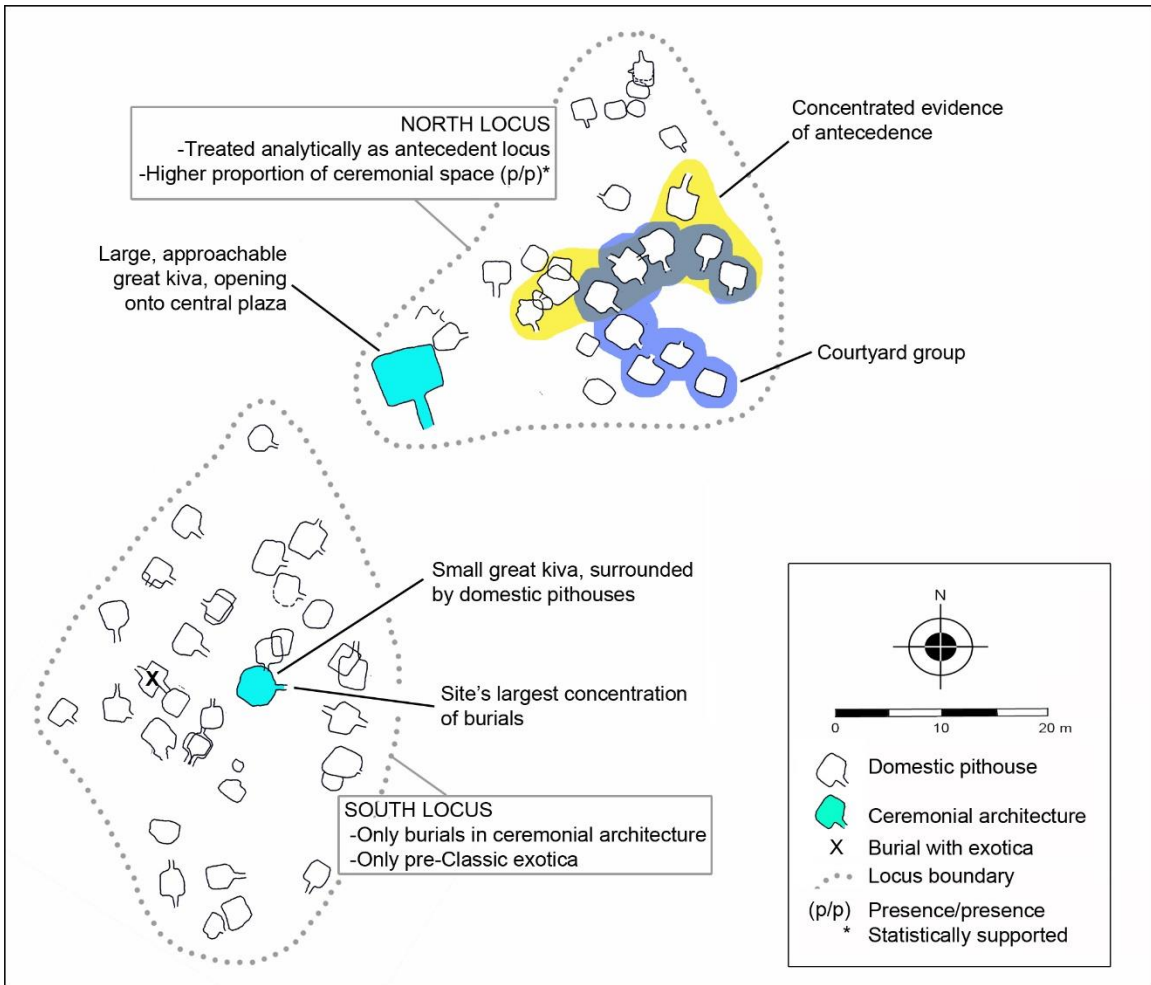 NORTH LOCUS
-Treated analytically as antecedent locus
-Higher proportion of ceremonial space (p/p)*
Concentrated evidence
of antecedence
Large, approachable
great kiva, opening
onto central plaza
Courtyard group
Small great kiva, surrounded
by domestic pithouses
Site's largest concentration
of burials
X
SOUTH LOCUS
-Only burials in ceremonial architecture
-Only pre-Classic exotica
N
0 10 20 m
Domestic pithouse
Ceremonial architecture
X Burial with exotica
Locus boundary
(p/p) Presence/presence
* Statistically supported